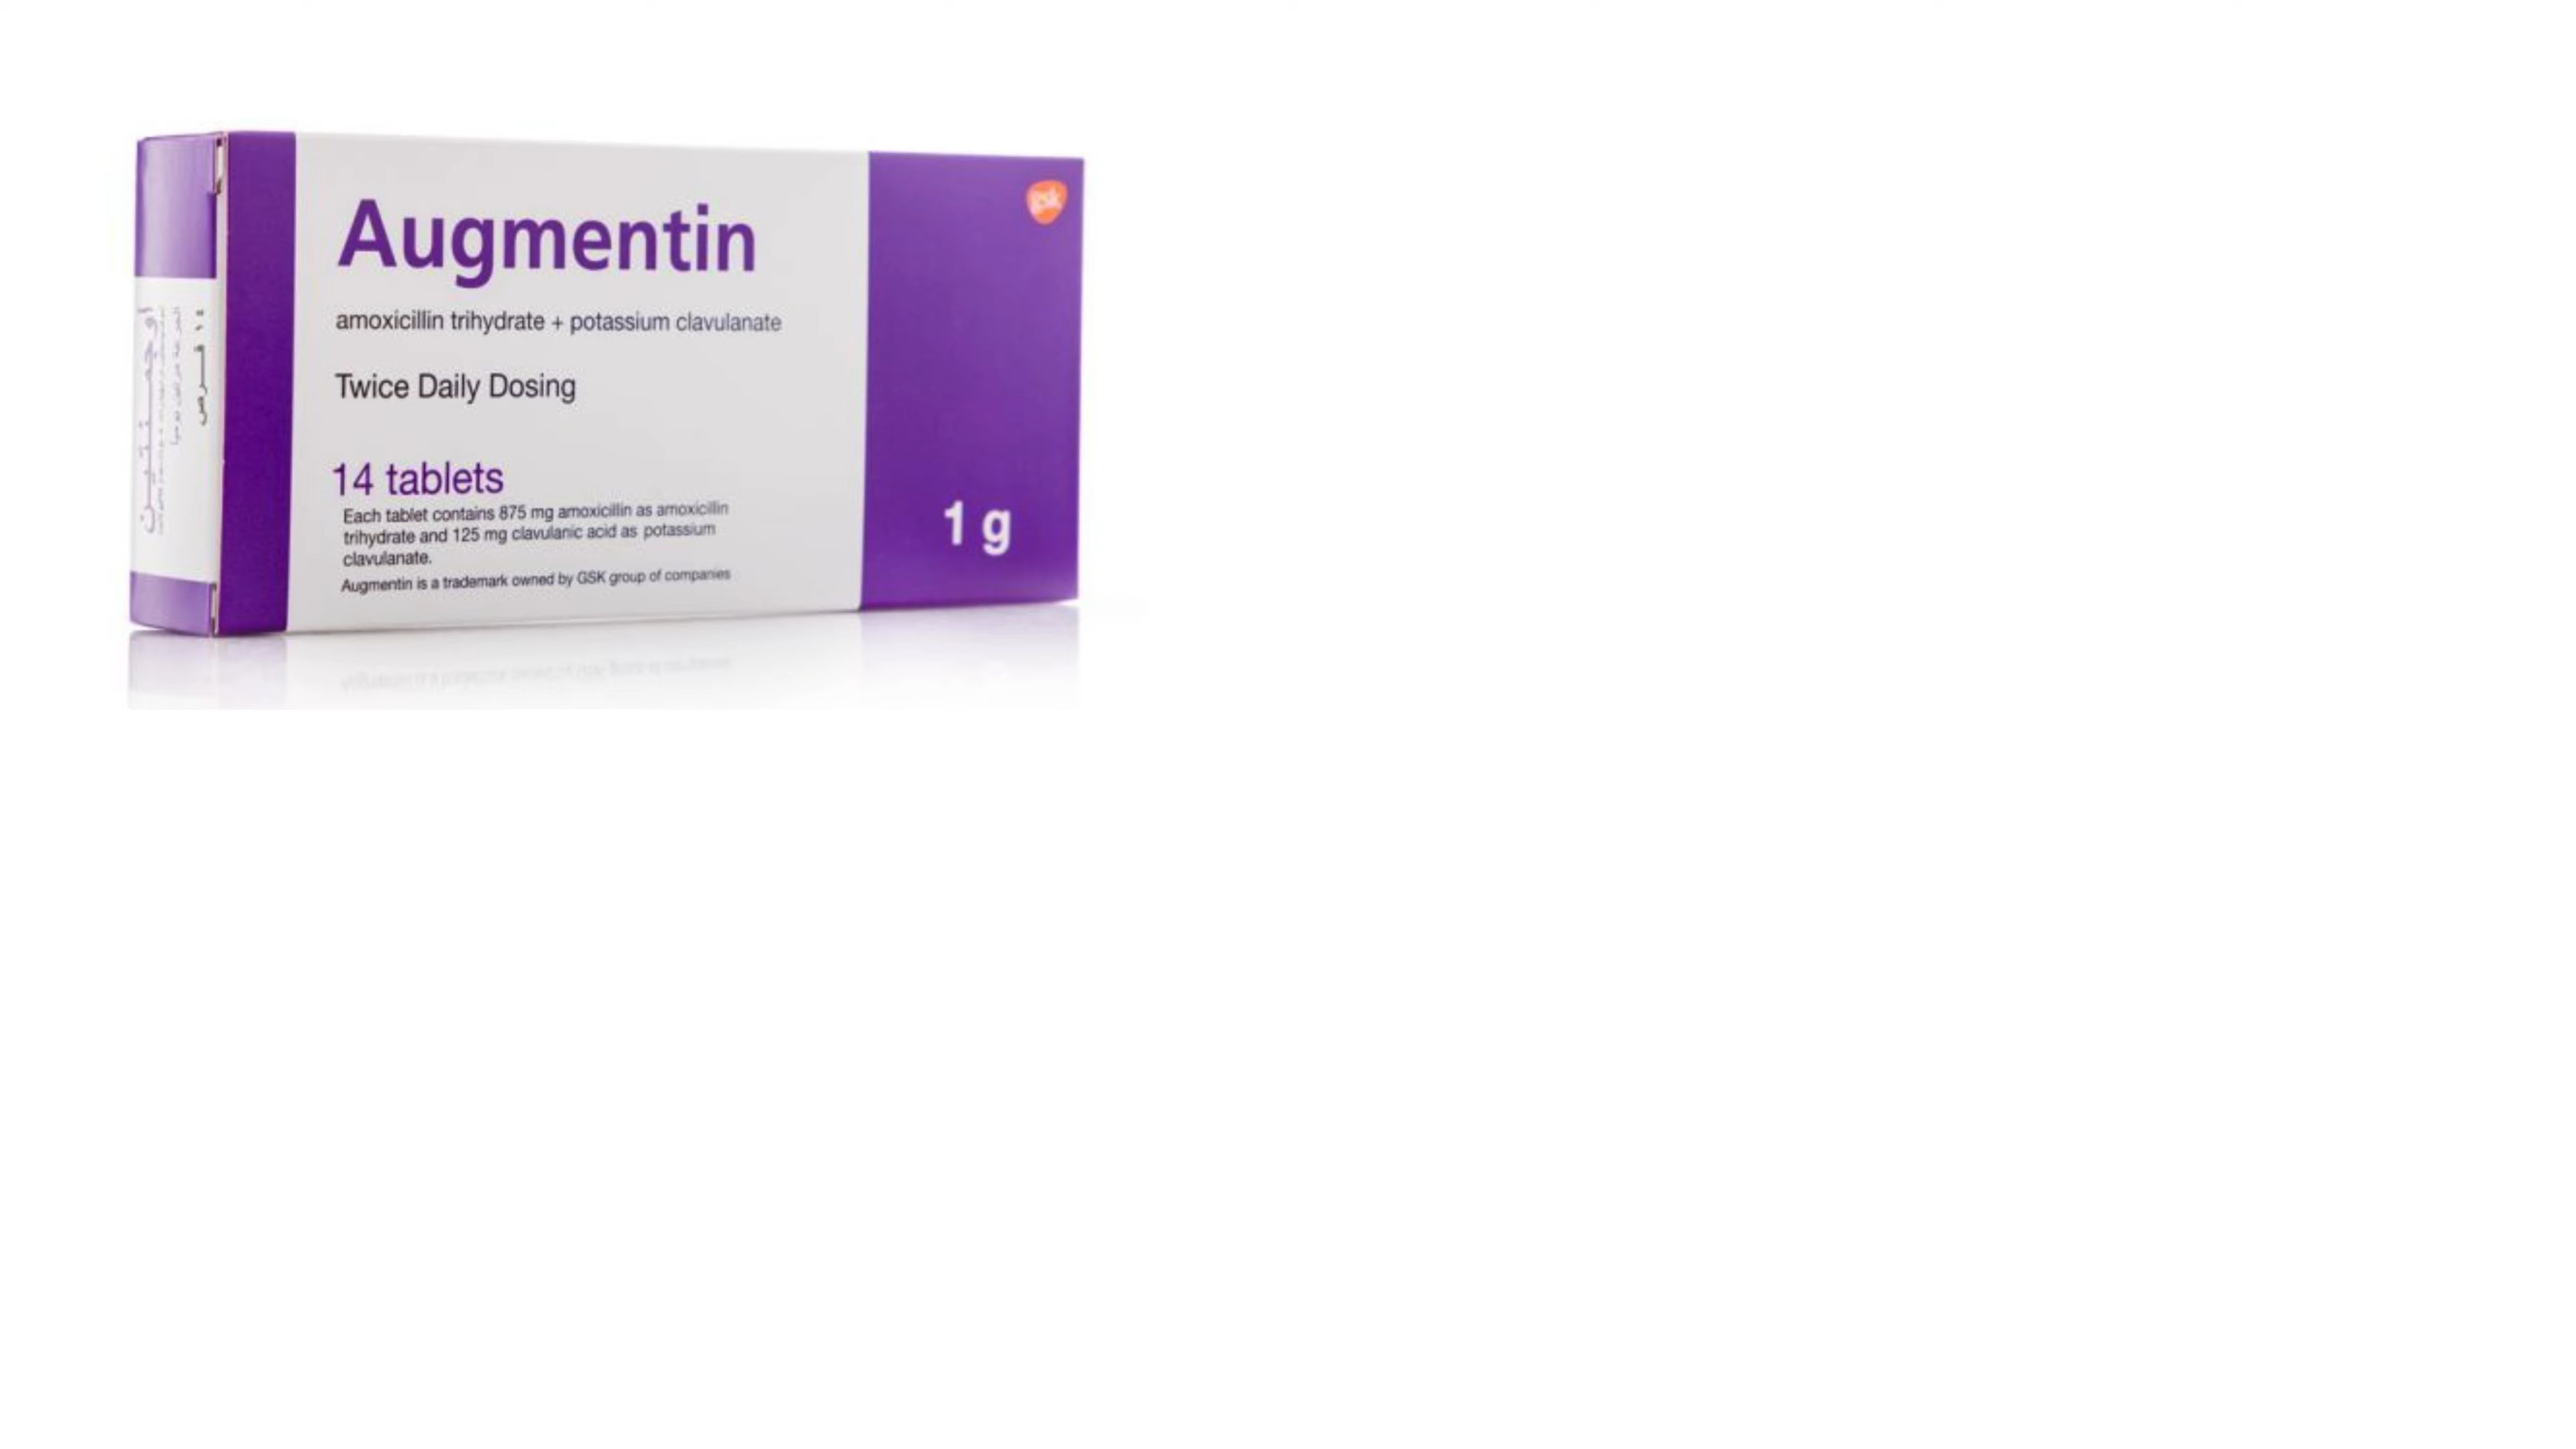 Augmentin
gsk
amoxicillin trihydrate + potassium clavulanate
Twice Daily Dosing
14 tablets
Each tablet contains 875 mg amoxicillin as amoxicillin
trihydrate and 125 mg clavulanic acid as potassium
clavulanate.
Augmentin is a trademark owned by GSK group of companies
1 g
١٤ قرص